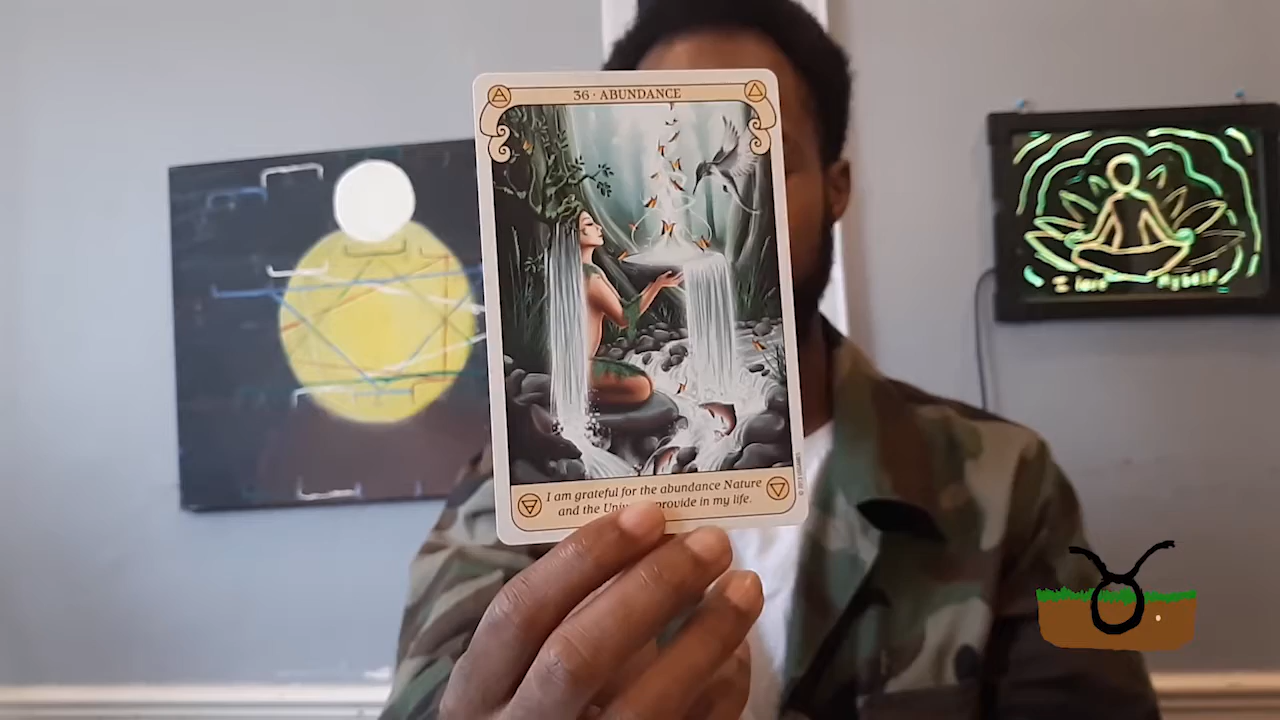 36 · ABUNDANCE
I am grateful for the abundance Nature
and the provide in my life.
I love Myself